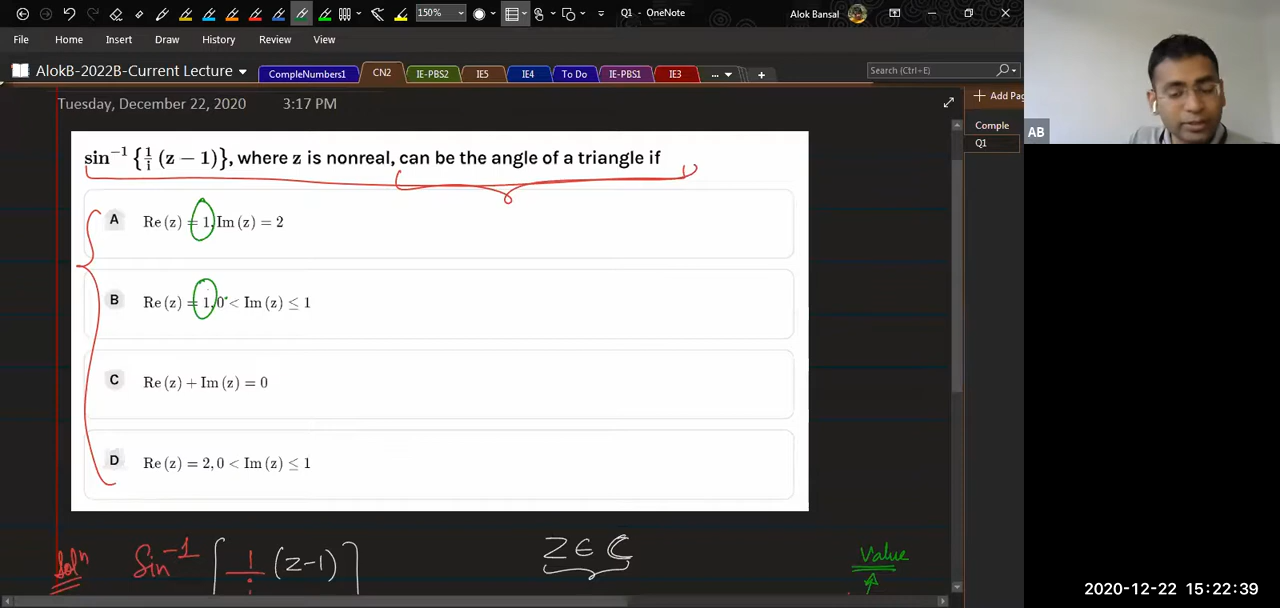 150%
Q1 - OneNote
Alok Bansal
File Home Insert Draw History Review View
AlokB-2022B-Current Lecture
CompleNumbers1 CN2 IE-PBS2 IE5 IE4 To Do IE-PBS1 IE3 ... +
Search (Ctrl+E)
Tuesday, December 22, 2020 3:17 PM
+ Add Pag
Comple
Q1
AB
sin⁻¹ {1/i (z − 1)}, where z is nonreal, can be the angle of a triangle if
A Re (z) = 1, Im (z) = 2
B Re (z) = 1, 0 < Im (z) ≤ 1
C Re (z) + Im (z) = 0
D Re (z) = 2, 0 < Im (z) ≤ 1
Solⁿ Sin⁻¹ [1/i (z-1)] Z ∈ ℂ Value
2020-12-22 15:22:39